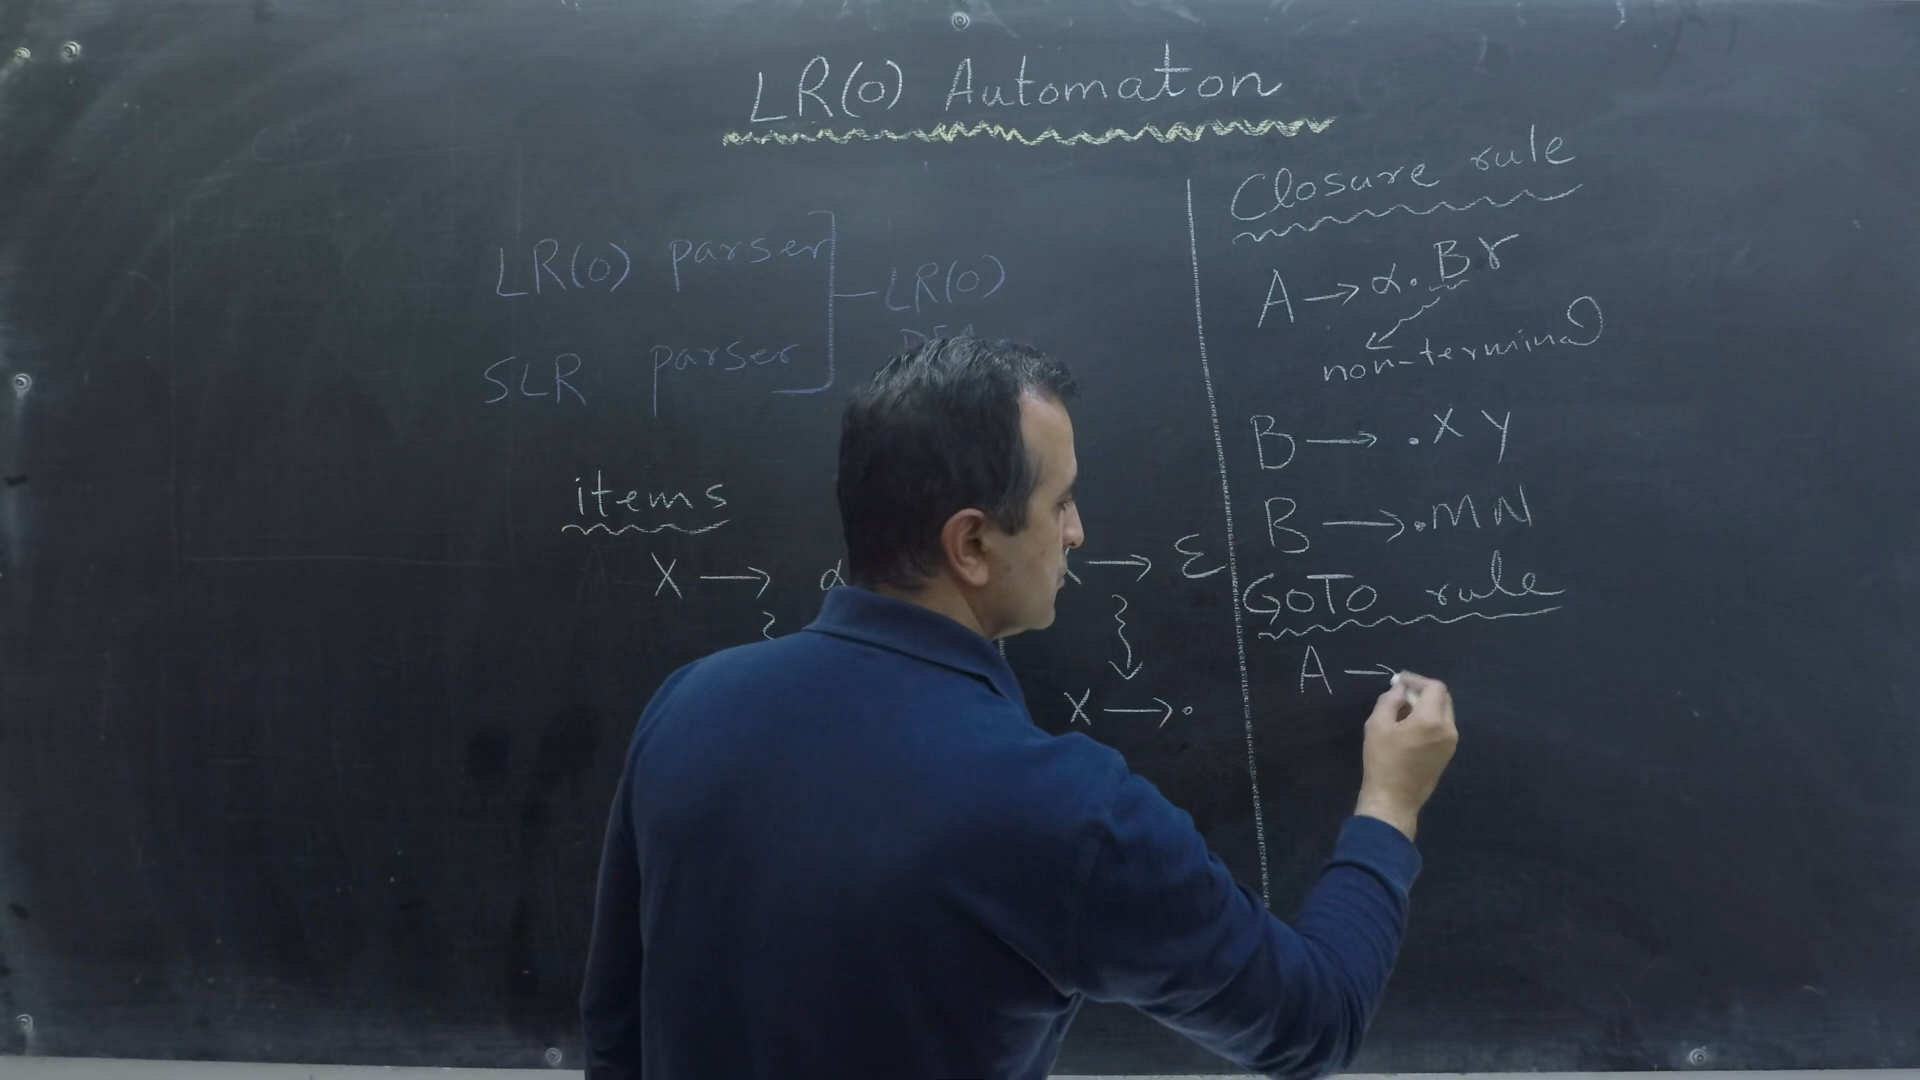 LR(0) Automaton
LR(0) parser
LR(0)
SLR parser
items
X → α
→ ε
X → .
Closure rule
A → α.Bγ
non-terminal
B → .XY
B → .MN
GOTO rule
A →